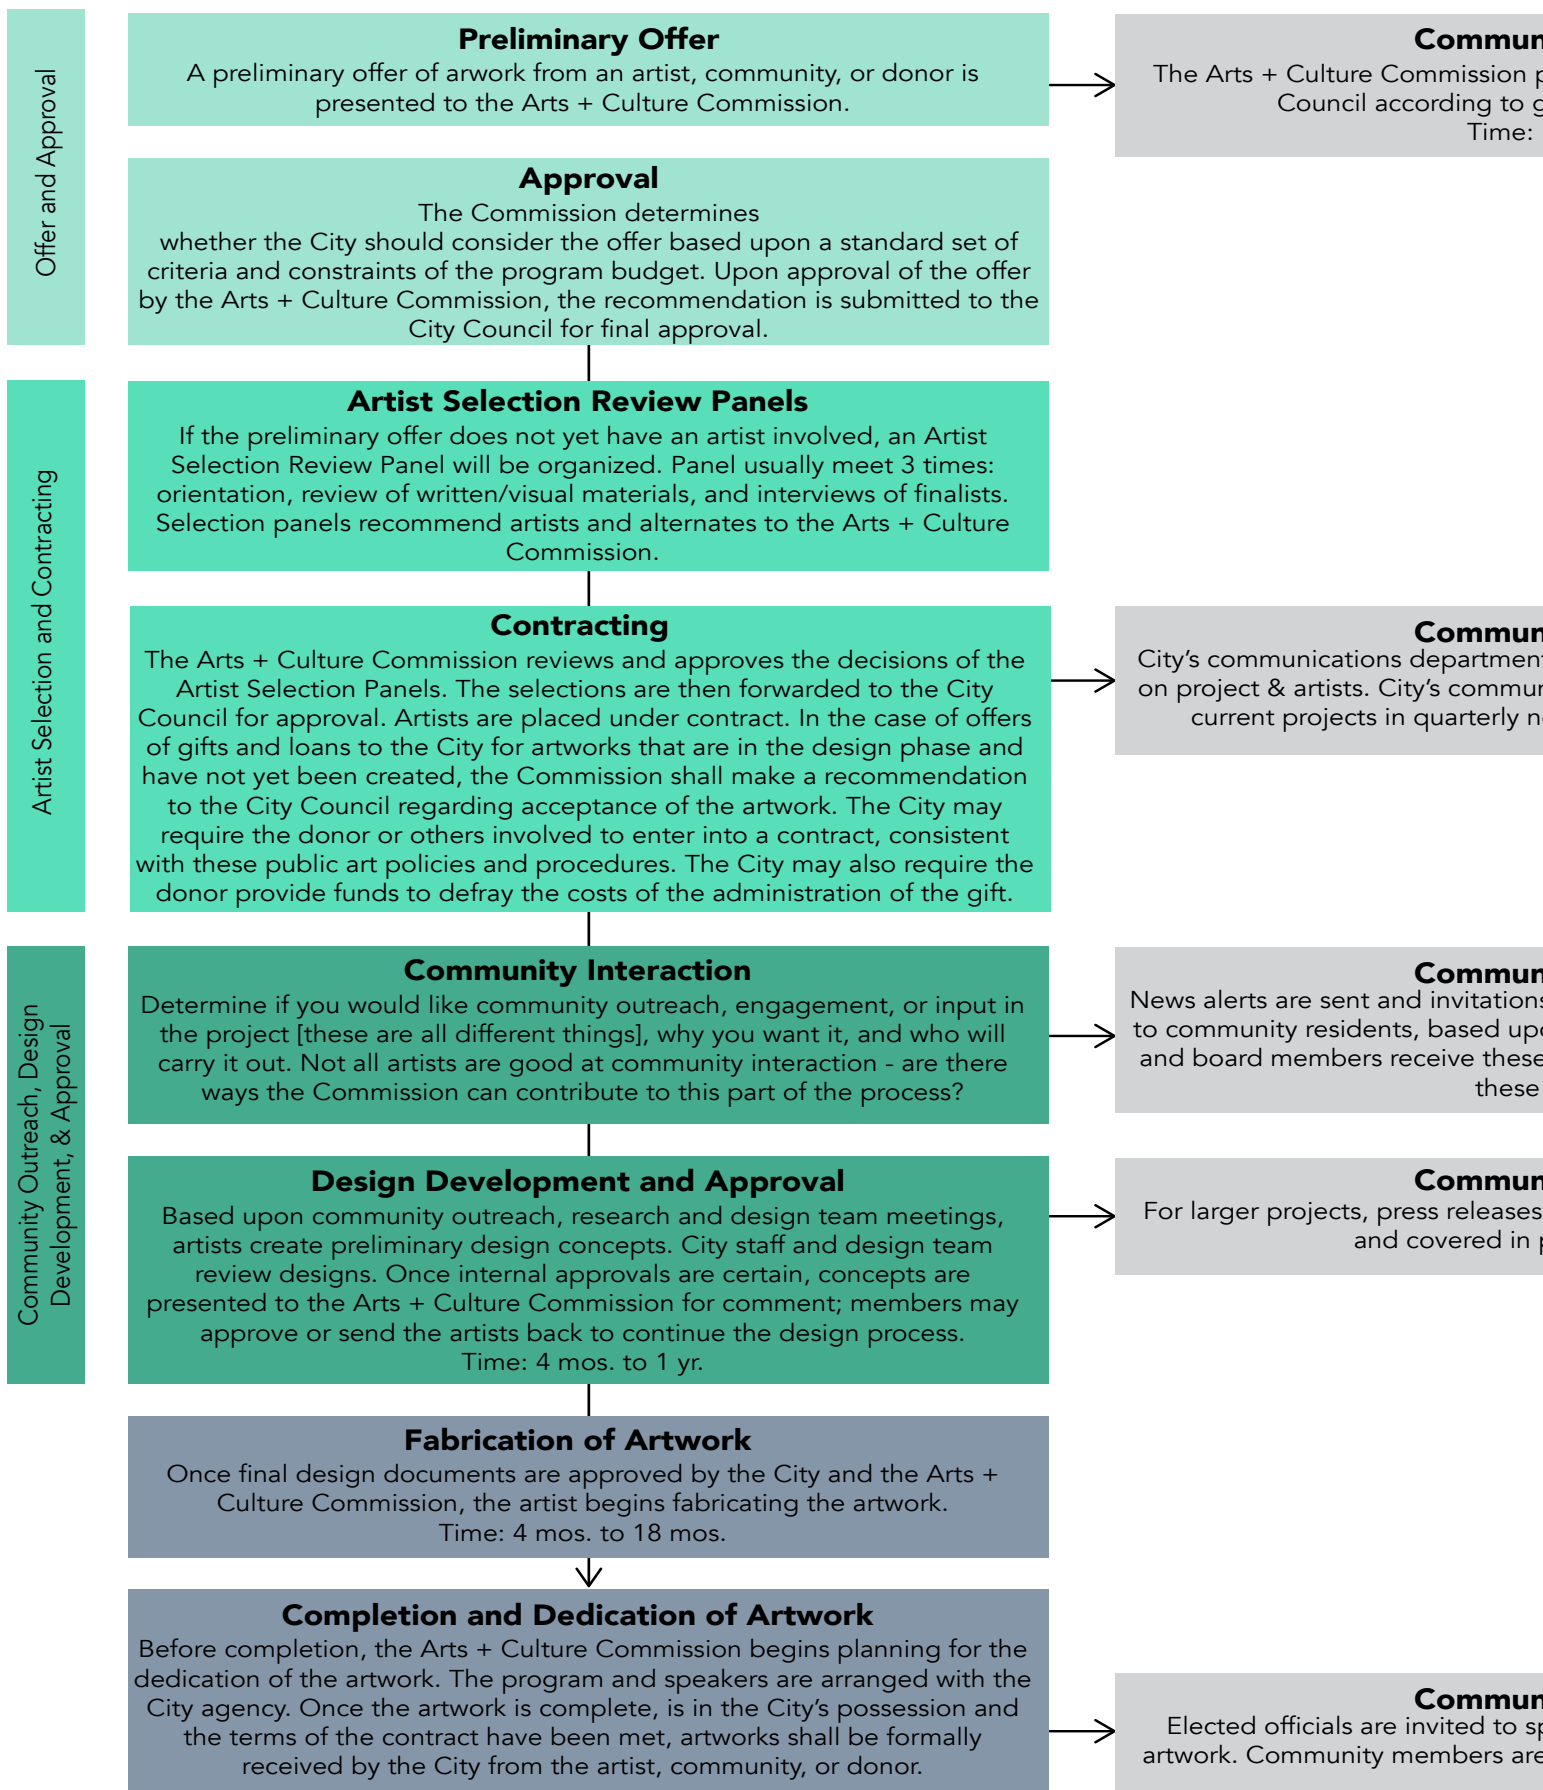 Offer and Approval
Preliminary Offer
A preliminary offer of arwork from an artist, community, or donor is
presented to the Arts + Culture Commission.
The Arts + Culture Commission
Council according to
Time:
Approval
The Commission determines
whether the City should consider the offer based upon a standard set of
criteria and constraints of the program budget. Upon approval of the offer
by the Arts + Culture Commission, the recommendation is submitted to the
City Council for final approval.
Artist Selection and Contracting
Artist Selection Review Panels
If the preliminary offer does not yet have an artist involved, an Artist
Selection Review Panel will be organized. Panel usually meet 3 times:
orientation, review of written/visual materials, and interviews of finalists.
Selection panels recommend artists and alternates to the Arts + Culture
Commission.
Contracting
The Arts + Culture Commission reviews and approves the decisions of the
Artist Selection Panels. The selections are then forwarded to the City
Council for approval. Artists are placed under contract. In the case of offers
of gifts and loans to the City for artworks that are in the design phase and
have not yet been created, the Commission shall make a recommendation
to the City Council regarding acceptance of the artwork. The City may
require the donor or others involved to enter into a contract, consistent
with these public art policies and procedures. The City may also require the
donor provide funds to defray the costs of the administration of the gift.
City's communications department
on project & artists. City's
current projects in quarterly
Community Outreach, Design
Development, & Approval
Community Interaction
Determine if you would like community outreach, engagement, or input in
the project [these are all different things], why you want it, and who will
carry it out. Not all artists are good at community interaction - are there
ways the Commission can contribute to this part of the process?
News alerts are sent and invitations
to community residents, based
and board members receive these
these
Design Development and Approval
Based upon community outreach, research and design team meetings,
artists create preliminary design concepts. City staff and design team
review designs. Once internal approvals are certain, concepts are
presented to the Arts + Culture Commission for comment; members may
approve or send the artists back to continue the design process.
Time: 4 mos. to 1 yr.
For larger projects, press releases
and covered in
Fabrication of Artwork
Once final design documents are approved by the City and the Arts +
Culture Commission, the artist begins fabricating the artwork.
Time: 4 mos. to 18 mos.
Completion and Dedication of Artwork
Before completion, the Arts + Culture Commission begins planning for the
dedication of the artwork. The program and speakers are arranged with the
City agency. Once the artwork is complete, is in the City's possession and
the terms of the contract have been met, artworks shall be formally
received by the City from the artist, community, or donor.
Elected officials are invited to
artwork. Community members are